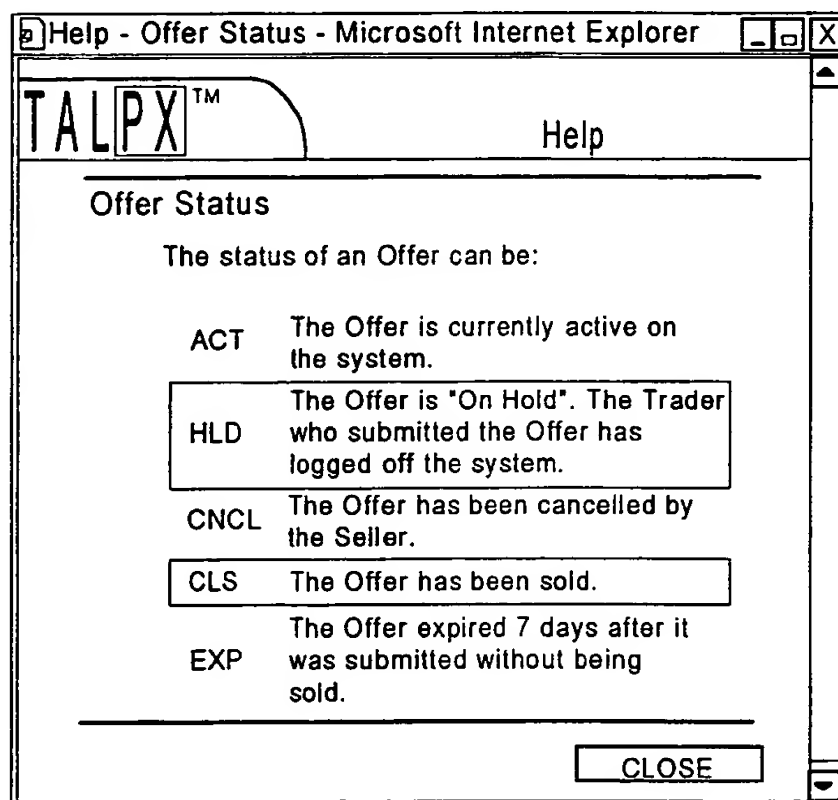 Help - Offer Status - Microsoft Internet Explorer
X
TALPX™
Help
Offer Status
The status of an Offer can be:
ACT The Offer is currently active on
the system.
HLD The Offer is "On Hold". The Trader
who submitted the Offer has
logged off the system.
CNCL The Offer has been cancelled by
the Seller.
CLS The Offer has been sold.
EXP The Offer expired 7 days after it
was submitted without being
sold.
CLOSE